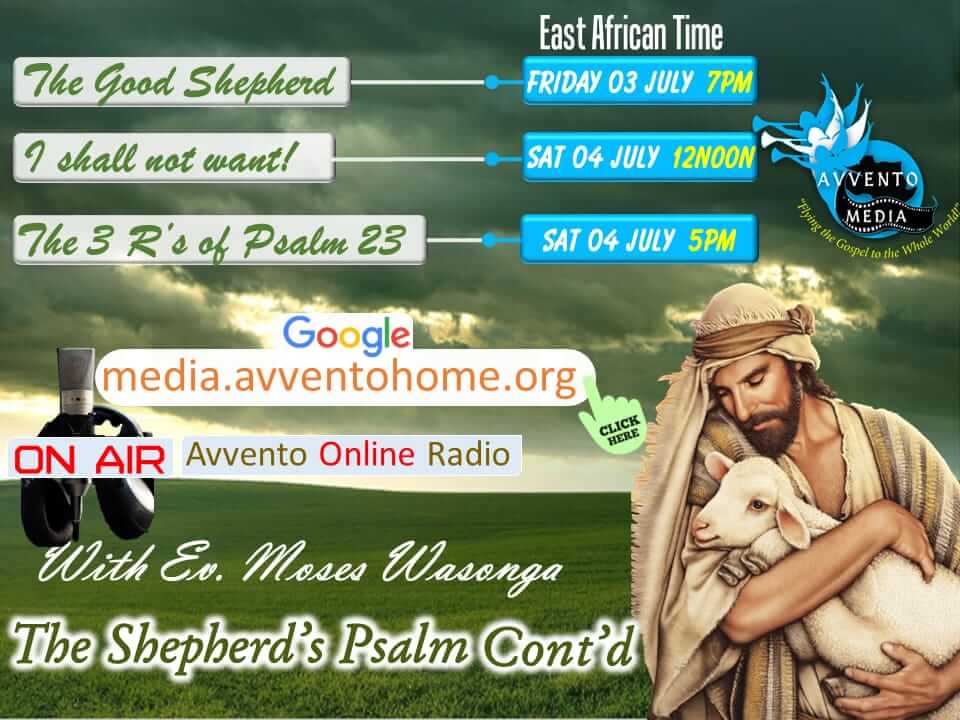 East African Time
The Good Shepherd
FRIDAY 03 JULY 7PM
I shall not want!
SAT 04 JULY 12NOON
The 3 R's of Psalm 23
SAT 04 JULY 5PM
AVVENTO
MEDIA
"Flying the Gospel to the Whole World!"
Google
media.avventohome.org
CLICK
HERE
ON AIR
Avvento Online Radio
With Ev. Moses Wasonga
The Shepherd's Psalm Cont'd